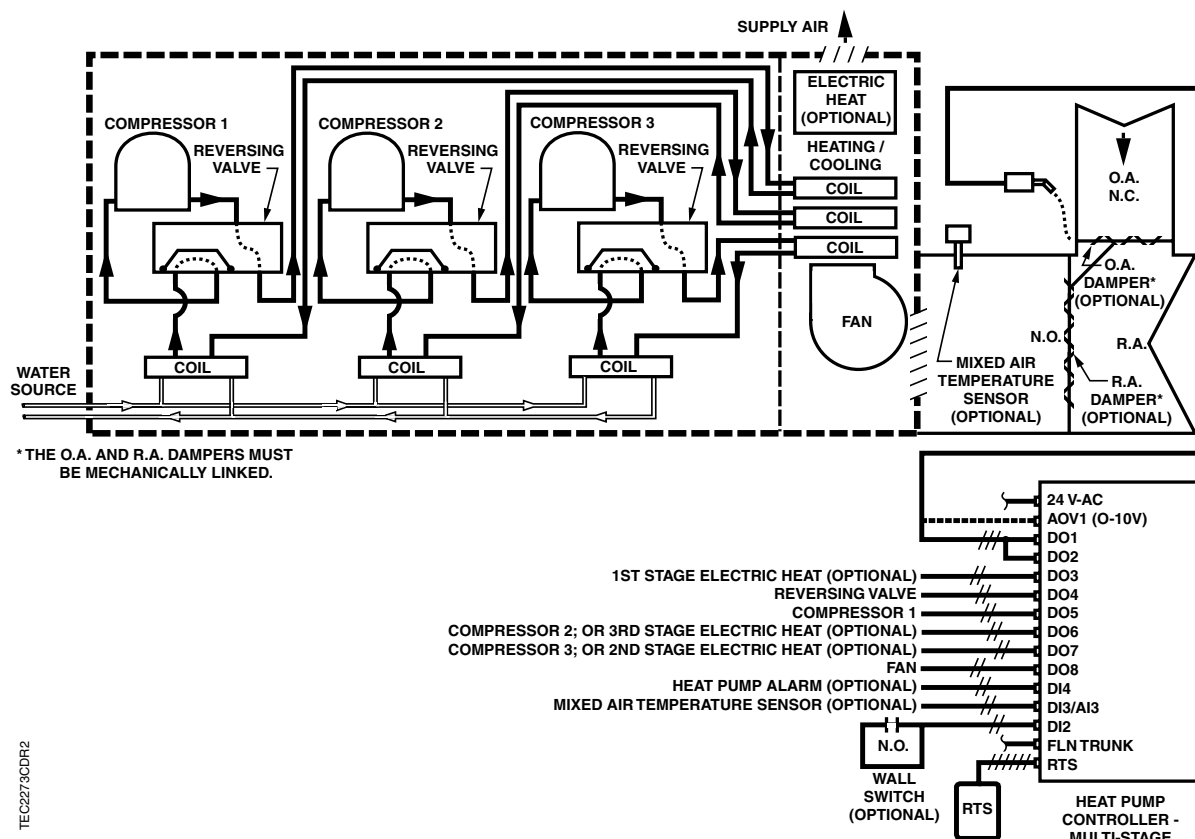 SUPPLY AIR
ELECTRIC
HEAT
(OPTIONAL)
COMPRESSOR 1
REVERSING
VALVE
COMPRESSOR 2
REVERSING
VALVE
COMPRESSOR 3
REVERSING
VALVE
HEATING /
COOLING
COIL
COIL
COIL
FAN
O.A.
N.C.
O.A.
DAMPER*
(OPTIONAL)
N.O.
R.A.
MIXED AIR
TEMPERATURE
SENSOR
(OPTIONAL)
R.A.
DAMPER*
(OPTIONAL)
COIL
COIL
COIL
WATER
SOURCE
* THE O.A. AND R.A. DAMPERS MUST
BE MECHANICALLY LINKED.
24 V-AC
AOV1 (O-10V)
DO1
DO2
1ST STAGE ELECTRIC HEAT (OPTIONAL) DO3
REVERSING VALVE DO4
COMPRESSOR 1 DO5
COMPRESSOR 2; OR 3RD STAGE ELECTRIC HEAT (OPTIONAL) DO6
COMPRESSOR 3; OR 2ND STAGE ELECTRIC HEAT (OPTIONAL) DO7
FAN DO8
HEAT PUMP ALARM (OPTIONAL) DI4
MIXED AIR TEMPERATURE SENSOR (OPTIONAL) DI3/AI3
DI2
N.O.
FLN TRUNK
RTS
WALL
SWITCH
(OPTIONAL)
RTS
HEAT PUMP
CONTROLLER -
MULTI-STAGE
TEC2273CDR2